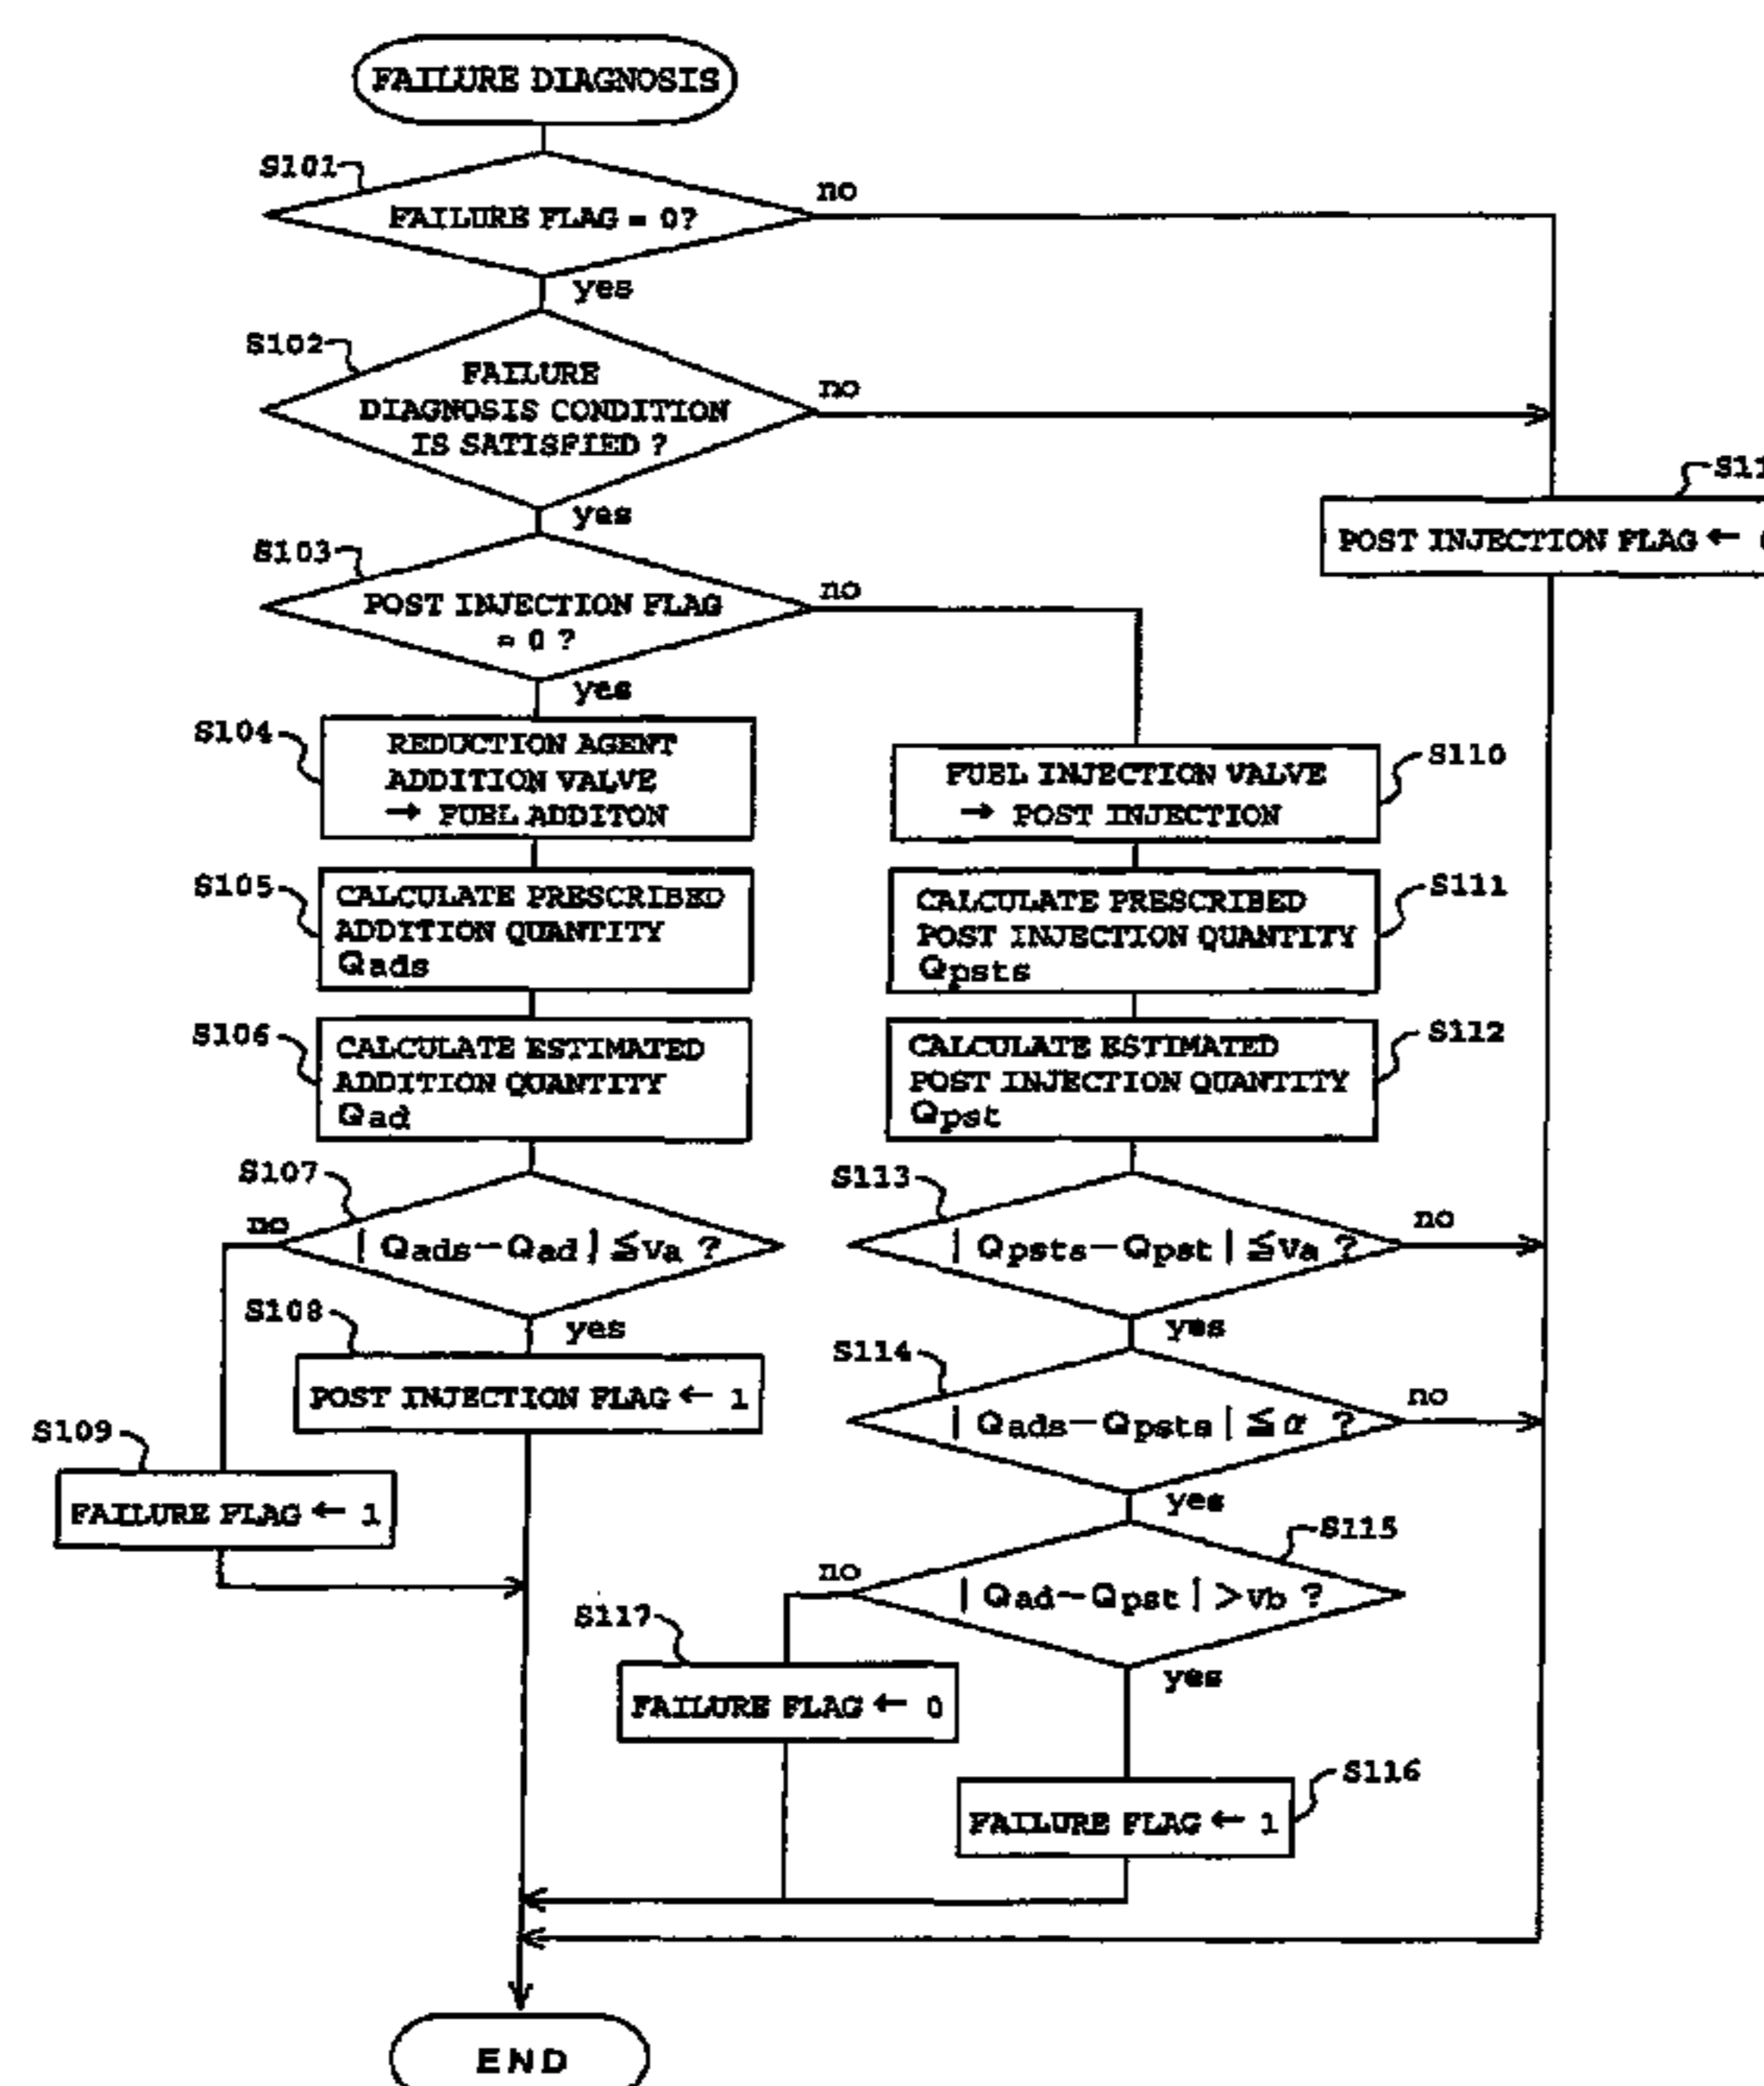 FAILURE DIAGNOSIS
S101
FAILURE FLAG = 0?
no
yes
S102
FAILURE
DIAGNOSIS CONDITION
IS SATISFIED ?
no
yes
S103
POST INJECTION FLAG
= 0 ?
no
yes
POST INJECTION FLAG ←
S104
REDUCTION AGENT
ADDITION VALVE
→ FUEL ADDITON
S110
FUEL INJECTION VALVE
→ POST INJECTION
S105
CALCULATE PRESCRIBED
ADDITION QUANTITY
Qads
S111
CALCULATE PRESCRIBED
POST INJECTION QUANTITY
Qpsts
S106
CALCULATE ESTIMATED
ADDITION QUANTITY
Qad
S112
CALCULATE ESTIMATED
POST INJECTION QUANTITY
Qpst
S107
no
| Qads−Qad | ≦Va ?
yes
S113
| Qpsts−Qpst | ≦Va ?
no
yes
S108
POST INJECTION FLAG ← 1
S114
| Qads−Qpsts | ≦ α ?
no
yes
S109
FAILURE FLAG ← 1
S115
no
| Qad−Qpst | >Vb ?
yes
S117
FAILURE FLAG ← 0
S116
FAILURE FLAG ← 1
END